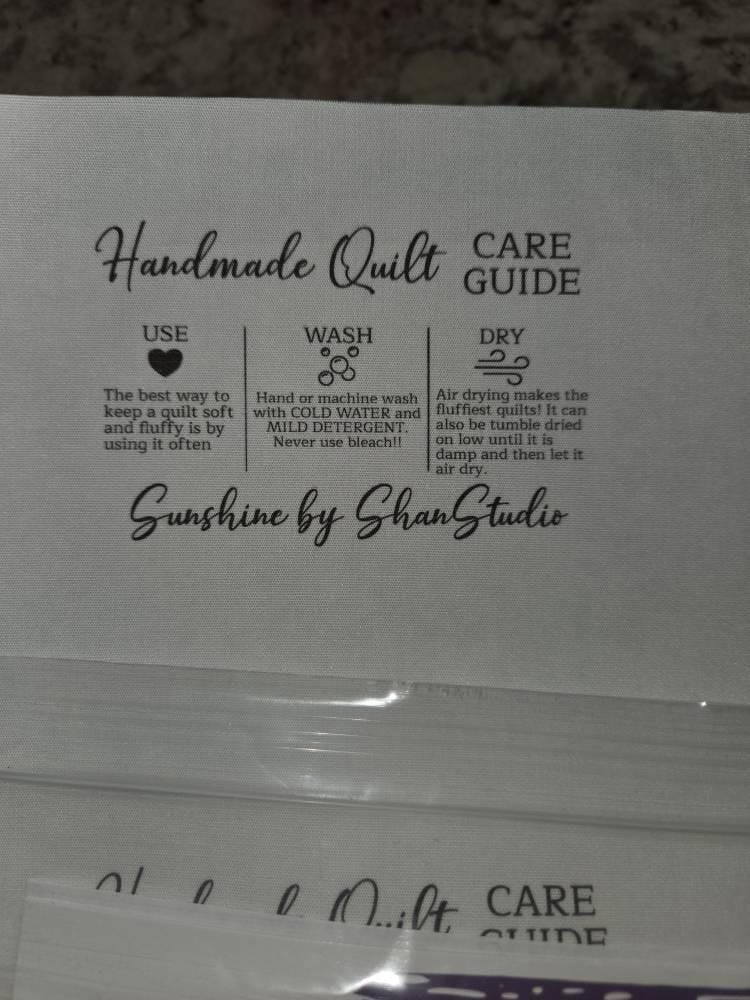 Handmade Quilt CARE GUIDE
USE
The best way to
keep a quilt soft
and fluffy is by
using it often
WASH
Hand or machine wash
with COLD WATER and
MILD DETERGENT.
Never use bleach!!
DRY
Air drying makes the
fluffiest quilts! It can
also be tumble dried
on low until it is
damp and then let it
air dry.
Sunshine by ShanStudio
Quilt CARE
GUIDE